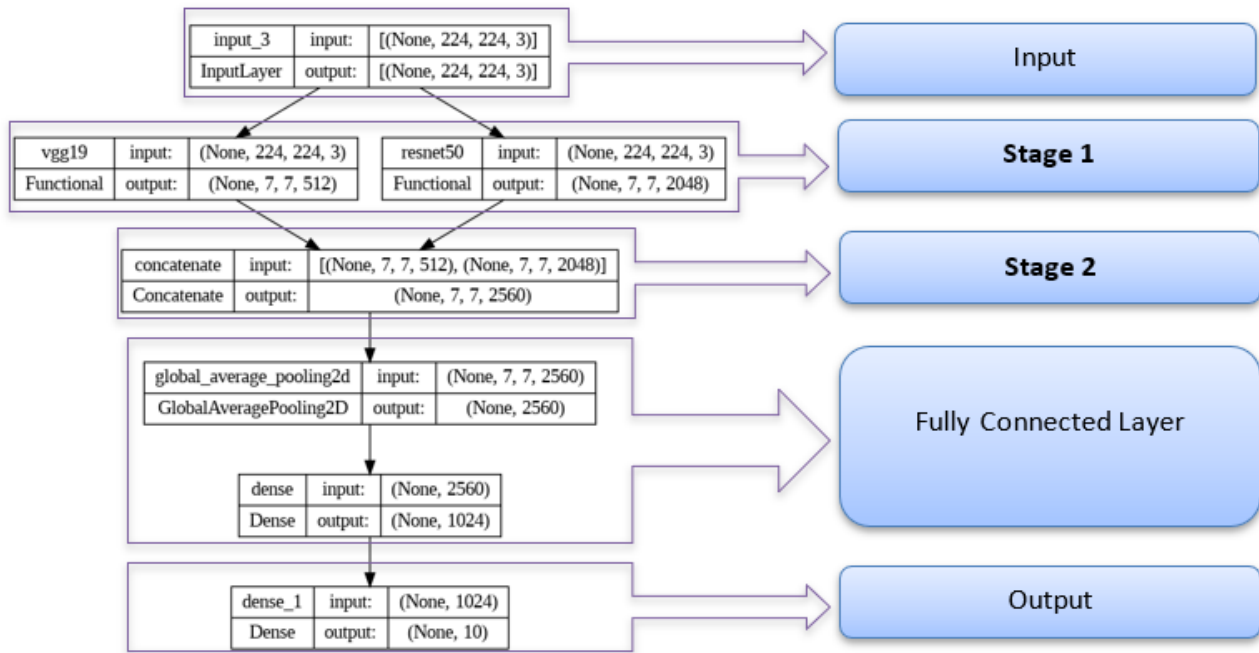 input_3 input: [(None, 224, 224, 3)]
InputLayer output: [(None, 224, 224, 3)]
Input
vgg19 input: (None, 224, 224, 3)
Functional output: (None, 7, 7, 512)
resnet50 input: (None, 224, 224, 3)
Functional output: (None, 7, 7, 2048)
Stage 1
concatenate input: [(None, 7, 7, 512), (None, 7, 7, 2048)]
Concatenate output: (None, 7, 7, 2560)
Stage 2
global_average_pooling2d input: (None, 7, 7, 2560)
GlobalAveragePooling2D output: (None, 2560)
dense input: (None, 2560)
Dense output: (None, 1024)
Fully Connected Layer
dense_1 input: (None, 1024)
Dense output: (None, 10)
Output